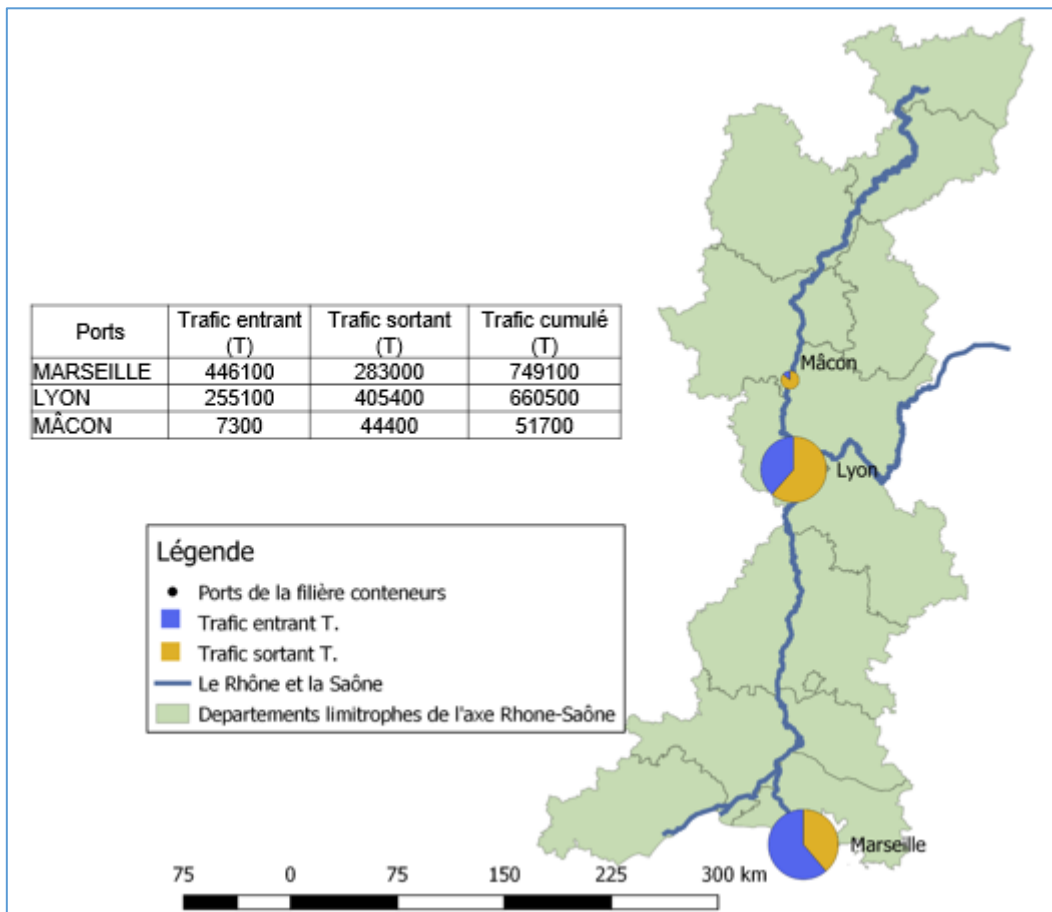 Ports Trafic entrant (T) Trafic sortant (T) Trafic cumulé (T)
MARSEILLE 446100 283000 749100
LYON 255100 405400 660500
MÂCON 7300 44400 51700
Mâcon
Lyon
Marseille
Légende
Ports de la filière conteneurs
Trafic entrant T.
Trafic sortant T.
Le Rhône et la Saône
Departements limitrophes de l'axe Rhone-Saône
75 0 75 150 225 300 km